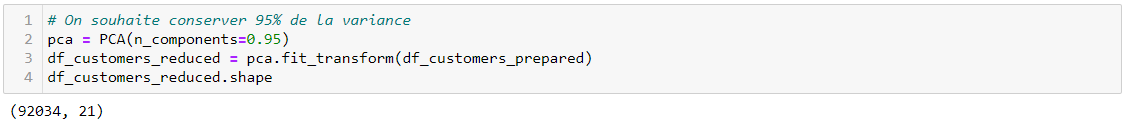 1 # On souhaite conserver 95% de la variance
2 pca = PCA(n_components=0.95)
3 df_customers_reduced = pca.fit_transform(df_customers_prepared)
4 df_customers_reduced.shape
(92034, 21)